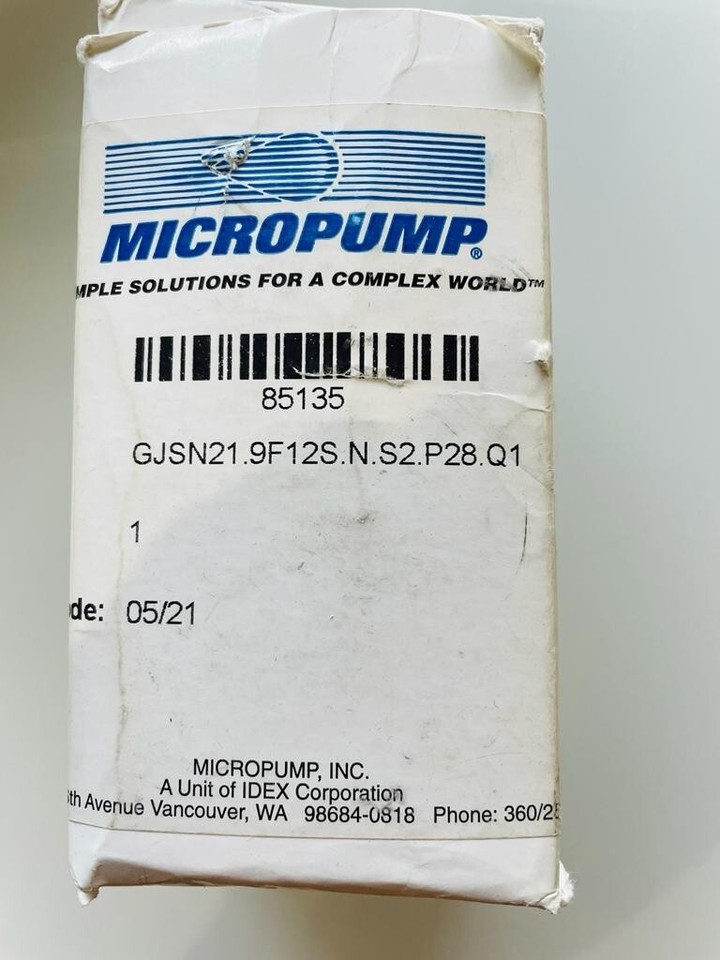 MICROPUMP®
MPLE SOLUTIONS FOR A COMPLEX WORLD™
85135
GJSN21.9F12S.N.S2.P28.Q1
1
de: 05/21
MICROPUMP, INC.
A Unit of IDEX Corporation
th Avenue Vancouver, WA 98684-0818 Phone: 360/2